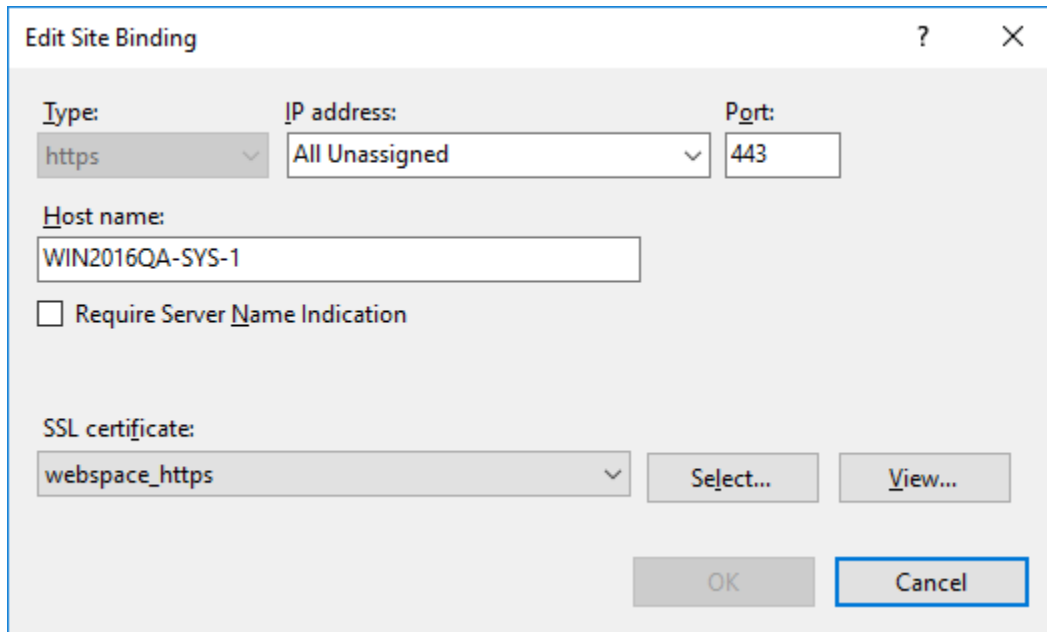 Edit Site Binding ?
Type: IP address: Port:
https All Unassigned 443
Host name:
WIN2016QA-SYS-1
Require Server Name Indication
SSL certificate:
webspace_https Select... View...
OK Cancel